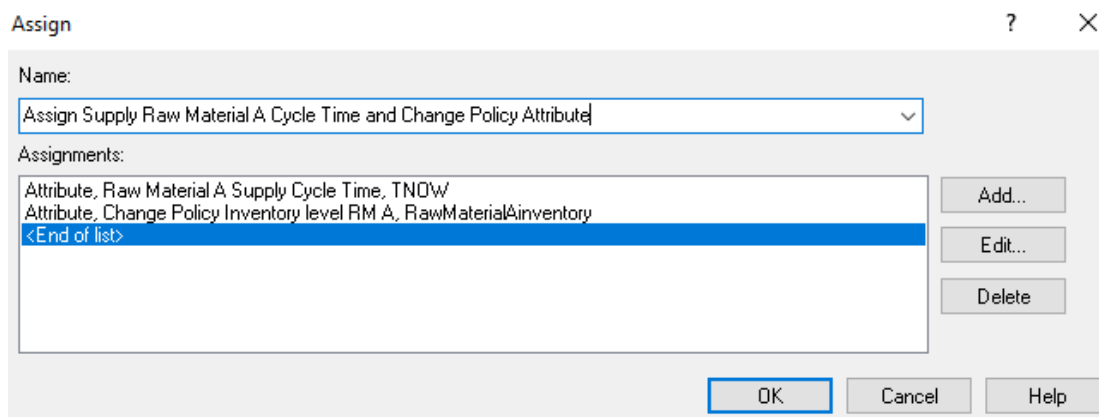 Assign
?
Name:
Assign Supply Raw Material A Cycle Time and Change Policy Attribute
Assignments:
Attribute, Raw Material A Supply Cycle Time, TNOW
Attribute, Change Policy Inventory level RM A, RawMaterialAinventory
<End of list>
Add...
Edit...
Delete
OK Cancel Help